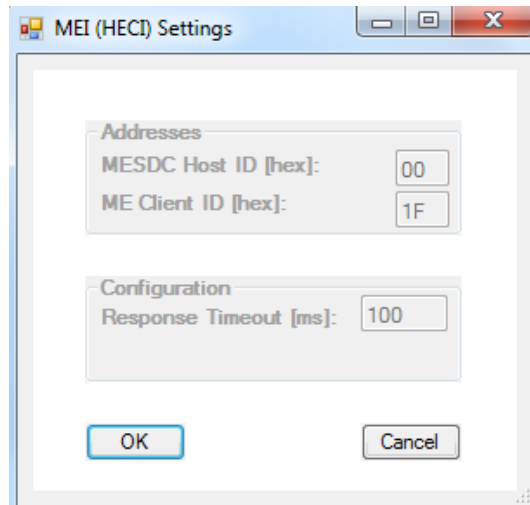 MEI (HECI) Settings
Addresses
MESDC Host ID [hex]: 00
ME Client ID [hex]: 1F
Configuration
Response Timeout [ms]: 100
OK Cancel